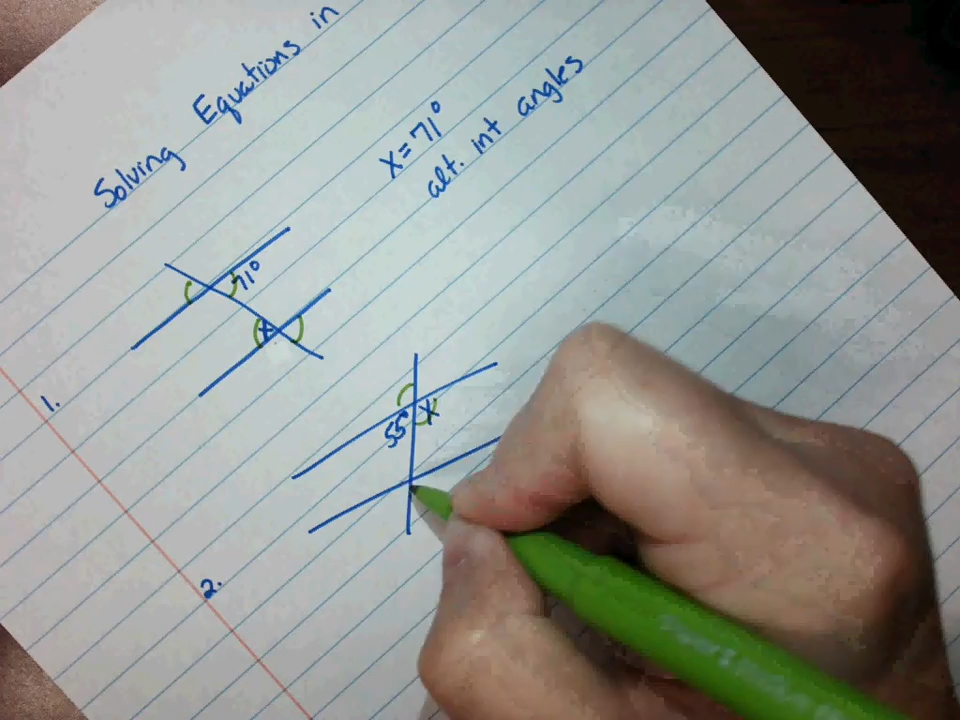 Solving Equations in
x=71°
alt. int angles
1.
71°
x
55°
x
2.